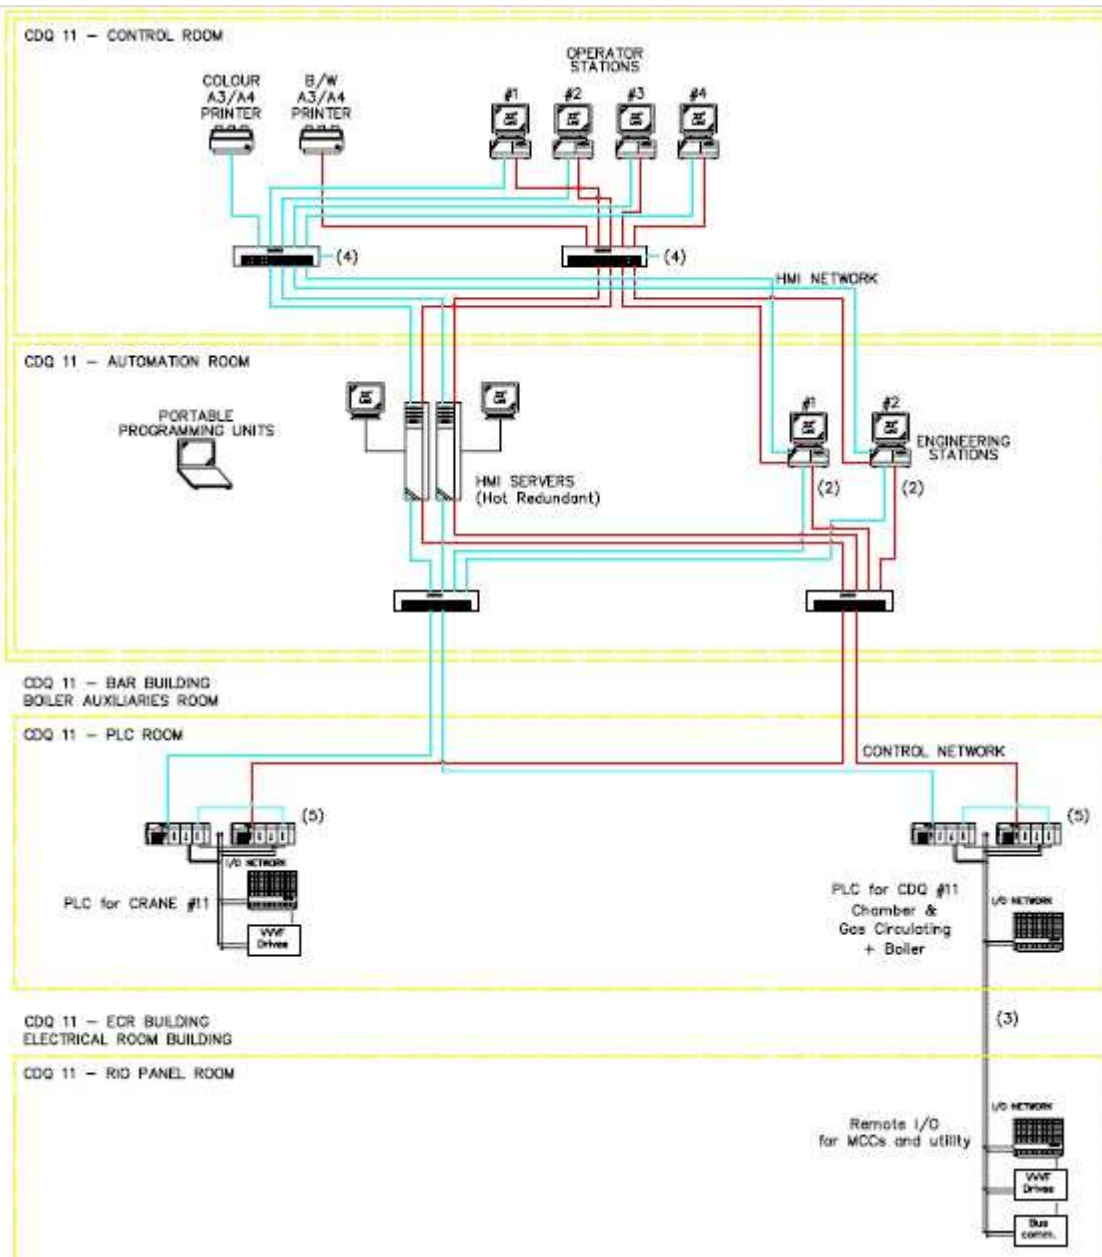 CDQ 11 - CONTROL ROOM
OPERATOR
STATIONS
COLOUR
A3/A4
PRINTER
B/W
A3/A4
PRINTER
#1
#2
#3
#4
(4)
(4)
HMI NETWORK
CDQ 11 - AUTOMATION ROOM
PORTABLE
PROGRAMMING UNITS
#1
#2
ENGINEERING
STATIONS
HMI SERVERS
(Hot Redundant)
(2)
(2)
CDQ 11 - BAR BUILDING
BOILER AUXILIARIES ROOM
CDQ 11 - PLC ROOM
CONTROL NETWORK
(5)
(5)
I/O NETWORK
PLC for CRANE #11
VVVF
Drives
PLC for CDQ #11
Chamber &
Gas Circulating
+ Boiler
I/O NETWORK
CDQ 11 - ECR BUILDING
ELECTRICAL ROOM BUILDING
(3)
CDQ 11 - RIO PANEL ROOM
I/O NETWORK
Remote I/O
for MCCs and utility
VVVF
Drives
Bus
comm.